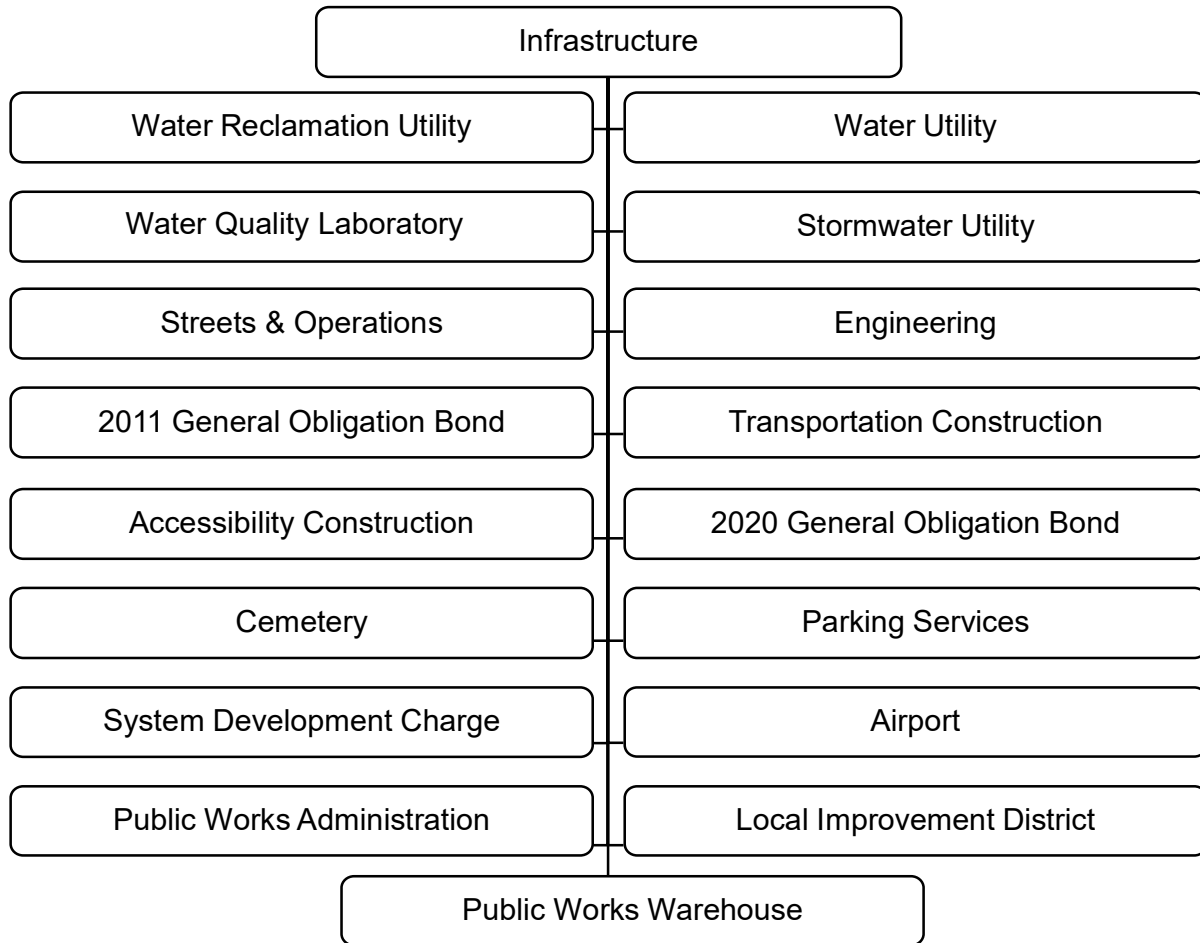 Infrastructure
Water Reclamation Utility
Water Utility
Water Quality Laboratory
Stormwater Utility
Streets & Operations
Engineering
2011 General Obligation Bond
Transportation Construction
Accessibility Construction
2020 General Obligation Bond
Cemetery
Parking Services
System Development Charge
Airport
Public Works Administration
Local Improvement District
Public Works Warehouse